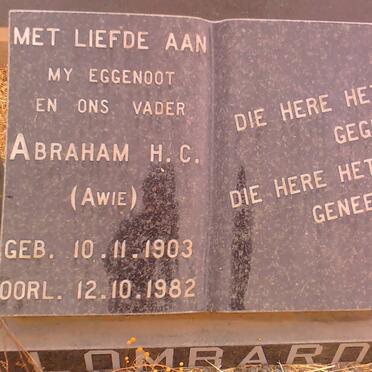 MET LIEFDE AAN
MY EGGENOOT
EN ONS VADER
ABRAHAM H.C.
(AWIE)
GEB. 10.11.1903
OORL. 12.10.1982
DIE HERE HET
GEG
DIE HERE HET
GENEE
LOMBARD